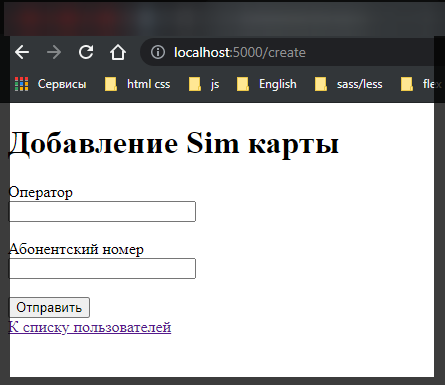 localhost:5000/create
Сервисы html css js English sass/less flex
Добавление Sim карты
Оператор
Абонентский номер
Отправить
К списку пользователей